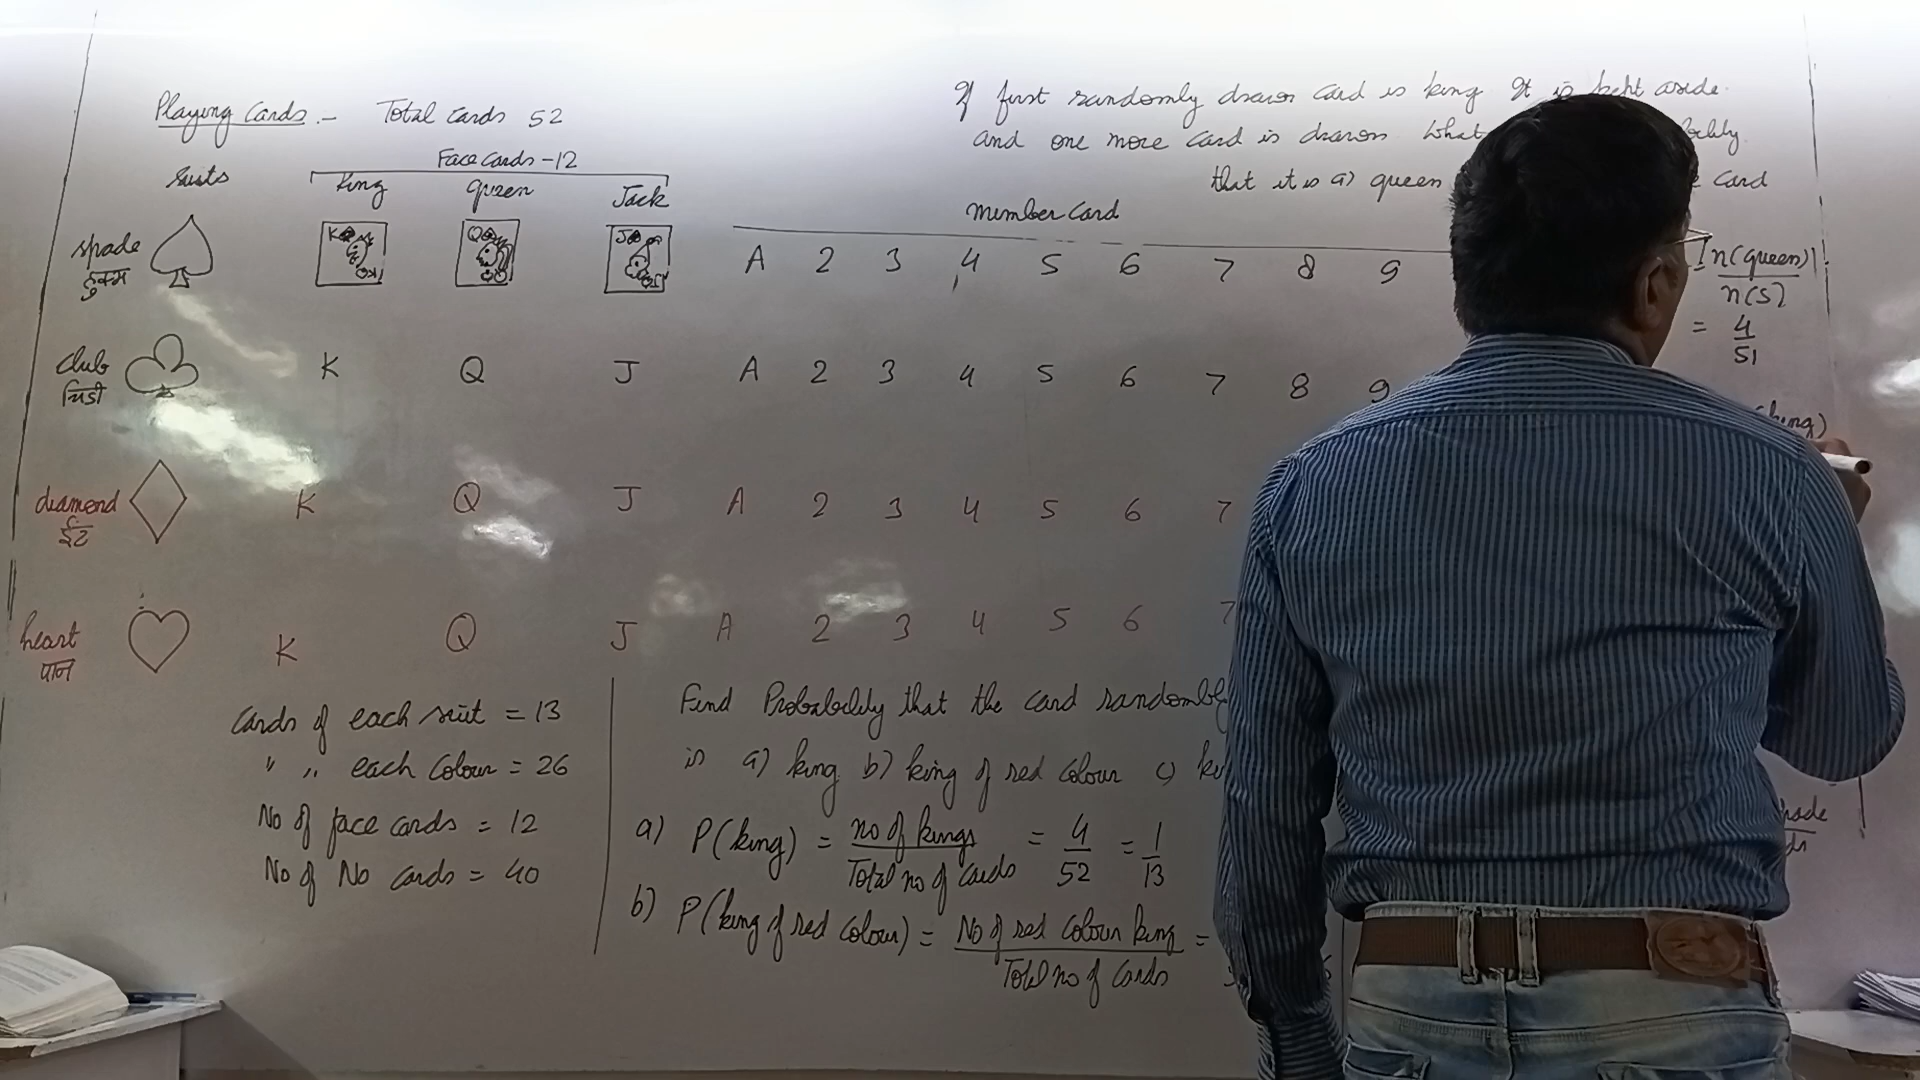 Playing Cards :- Total Cards 52
Face cards - 12
suits King queen Jack
Number Card
spade हुकम K Q J A 2 3 4 5 6 7 8 9
club चिड़ी K Q J A 2 3 4 5 6 7 8 9
diamond ईंट K Q J A 2 3 4 5 6 7
heart पान K Q J A 2 3 4 5 6 7
Cards of each suit = 13
" " each Colour = 26
No of face cards = 12
No of No cards = 40
If first randomly drawn card is king It is kept aside.
and one more card is drawn What
that it is a) queen card
= n(queen) / n(S)
= 4/51
king)
Find Probability that the card randomly
is a) king b) king of red colour c)
a) P(king) = no of kings / Total no of cards = 4/52 = 1/13
b) P(king of red colour) = No of red colour king / Total no of cards =